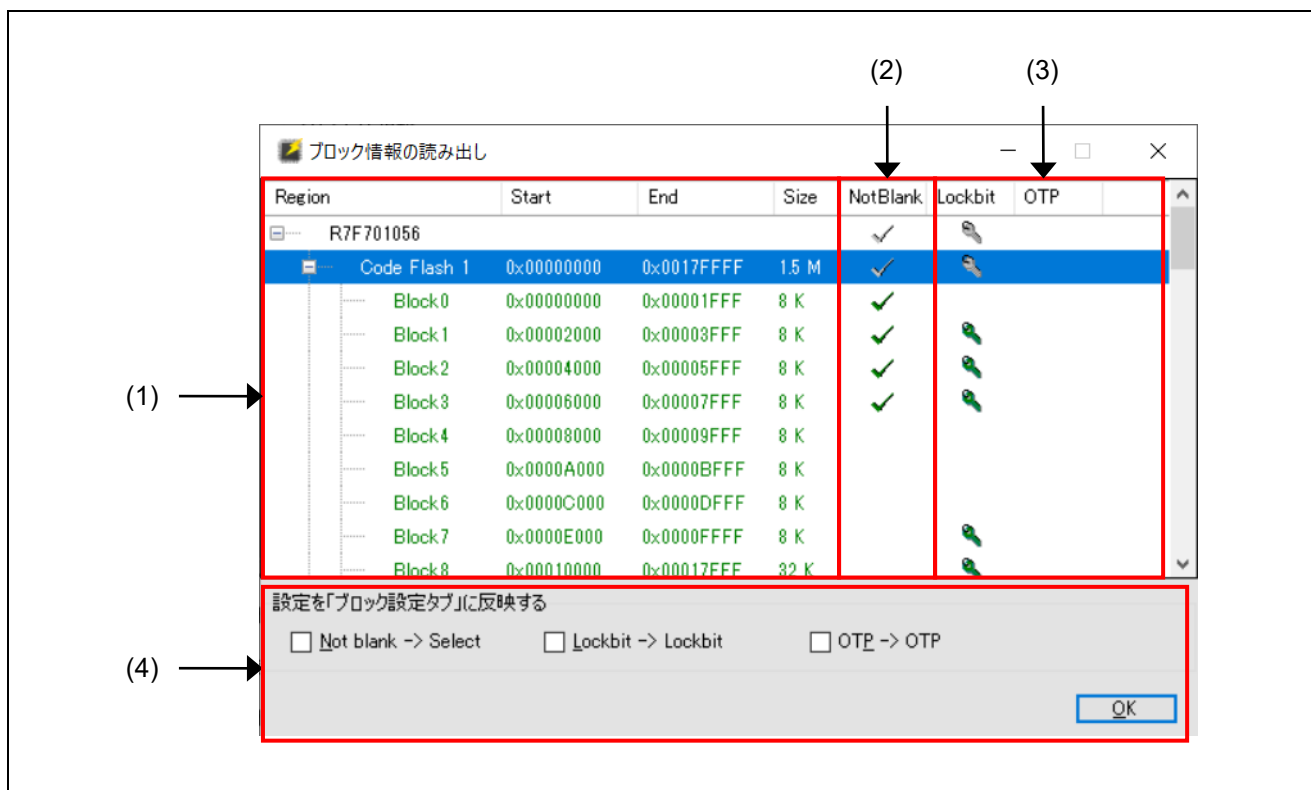 (2) (3)
ブロック情報の読み出し
Region Start End Size NotBlank Lockbit OTP
R7F701056
Code Flash 1 0x00000000 0x0017FFFF 1.5 M
Block0 0x00000000 0x00001FFF 8 K
Block1 0x00002000 0x00003FFF 8 K
Block2 0x00004000 0x00005FFF 8 K
(1)
Block3 0x00006000 0x00007FFF 8 K
Block4 0x00008000 0x00009FFF 8 K
Block5 0x0000A000 0x0000BFFF 8 K
Block6 0x0000C000 0x0000DFFF 8 K
Block7 0x0000E000 0x0000FFFF 8 K
Block8 0x00010000 0x00017FFF 32 K
設定を「ブロック設定タブ」に反映する
Not blank -> Select Lockbit -> Lockbit OTP -> OTP
(4)
OK